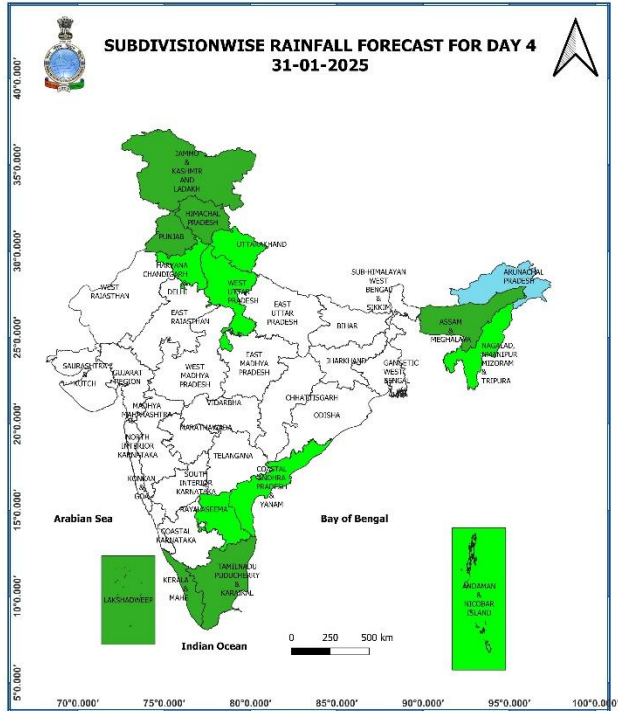 SUBDIVISIONWISE RAINFALL FORECAST FOR DAY 4
31-01-2025
40°0.000'
35°0.000'
30°0.000'
25°0.000'
20°0.000'
15°0.000'
10°0.000'
5°0.000'
JAMMO
&
KASHMIR
AND
LADAKH
HIMACHAL
PRADESH
PUNJAB
UTTARAKHAND
HARYANA
CHANDIGARH
&
DELHI
WEST
UTTAR
PRADESH
WEST
RAJASTHAN
EAST
RAJASTHAN
EAST
UTTAR
PRADESH
SUB-HIMALAYAN
WEST
BENGAL
&
SIKKIM
ARUNACHAL
PRADESH
ASSAM
&
MEGHALAYA
NAGALAD,
MANIPUR
MIZORAM
&
TRIPURA
BIHAR
SAURASHTRA
&
KUTCH
GUJARAT
REGION
WEST
MADHYA
PRADESH
EAST
MADHYA
PRADESH
JHARKHAND
GANGETIC
WEST
BENGAL
CHHATTISGARH
ODISHA
VIDARBHA
MADHYA
MAHARASHTRA
MARATHAWADA
NORTH
INTERIOR
KARNATAKA
TELANGANA
KONKAN
&
GOA
SOUTH
INTERIOR
KARNATAKA
COASTAL
ANDHRA
PRADESH
&
YANAM
RAYALASEEMA
COASTAL
KARNATAKA
Arabian Sea
Bay of Bengal
LAKSHADWEEP
KERALA
&
MAHE
TAMILNADU
PUDUCHERRY
&
KARAIKAL
ANDAMAN
&
NICOBAR
ISLAND
Indian Ocean
0 250 500 km
70°0.000' 75°0.000' 80°0.000' 85°0.000' 90°0.000' 95°0.000' 100°0.000'